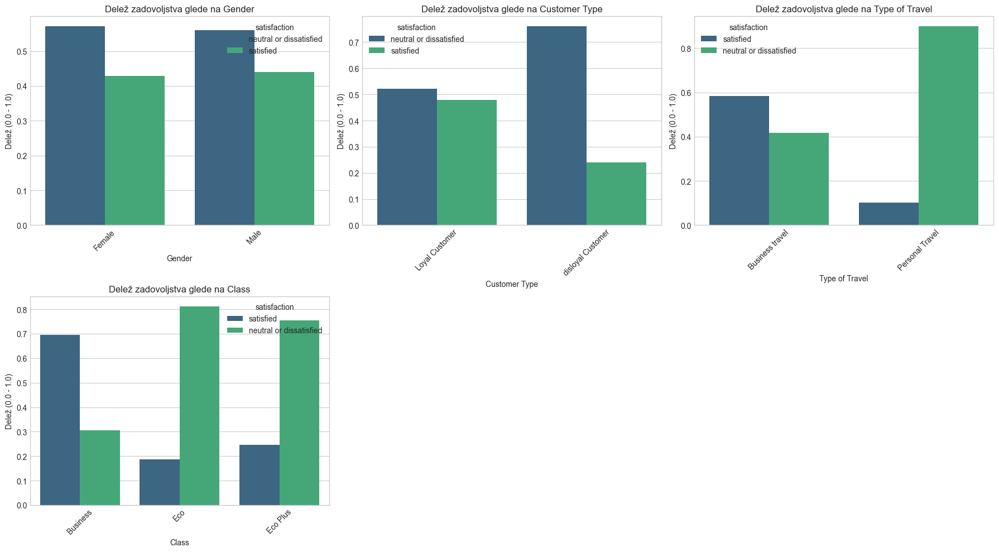 Delež zadovoljstva glede na Gender
satisfaction
neutral or dissatisfied
satisfied
Delež (0.0 - 1.0)
0.5
0.4
0.3
0.2
0.1
0.0
Female
Male
Gender
Delež zadovoljstva glede na Customer Type
satisfaction
neutral or dissatisfied
satisfied
Delež (0.0 - 1.0)
0.7
0.6
0.5
0.4
0.3
0.2
0.1
0.0
Loyal Customer
disloyal Customer
Customer Type
Delež zadovoljstva glede na Type of Travel
satisfaction
satisfied
neutral or dissatisfied
Delež (0.0 - 1.0)
0.8
0.6
0.4
0.2
0.0
Business travel
Personal Travel
Type of Travel
Delež zadovoljstva glede na Class
satisfaction
satisfied
neutral or dissatisfied
Delež (0.0 - 1.0)
0.8
0.7
0.6
0.5
0.4
0.3
0.2
0.1
0.0
Business
Eco
Eco Plus
Class